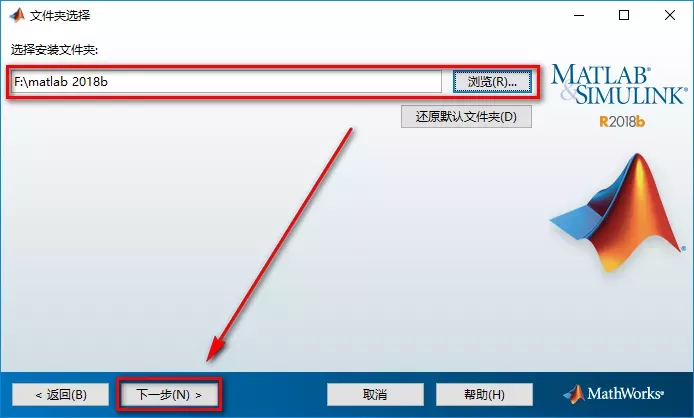 文件夹选择
选择安装文件夹:
F:\matlab 2018b
浏览(R)...
还原默认文件夹(D)
MATLAB®
&SIMULINK®
R2018b
< 返回(B)
下一步(N) >
取消
帮助(H)
MathWorks®